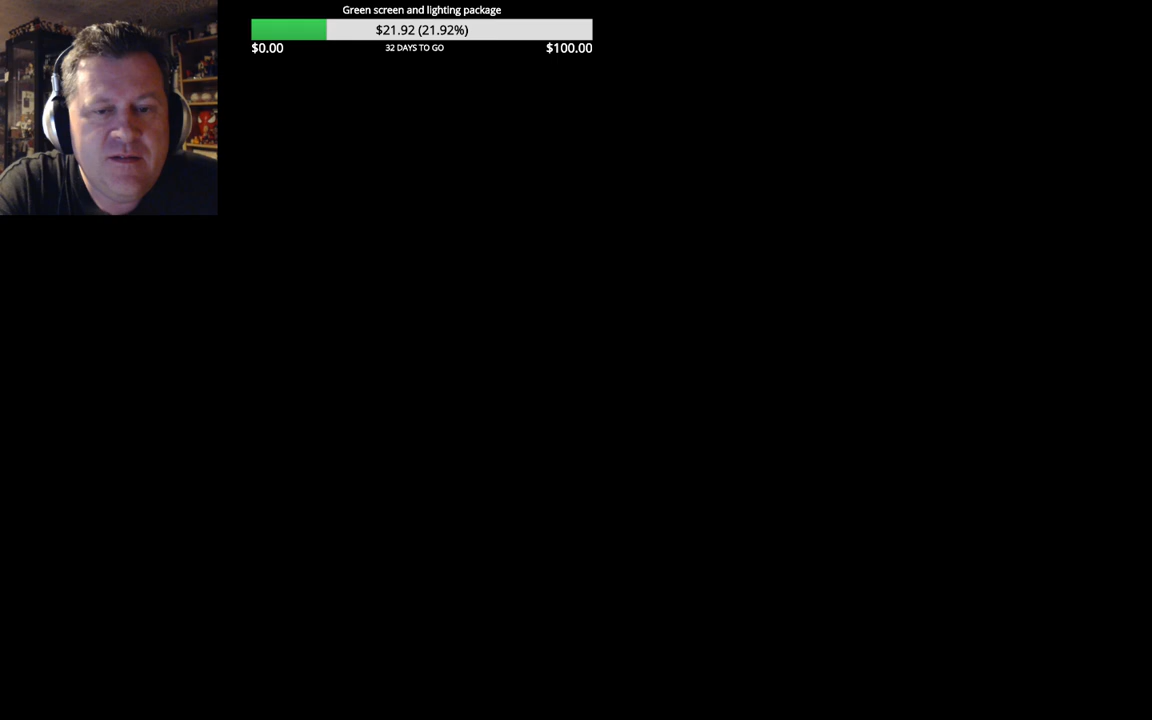 Green screen and lighting package
$21.92 (21.92%)
$0.00 32 DAYS TO GO $100.00